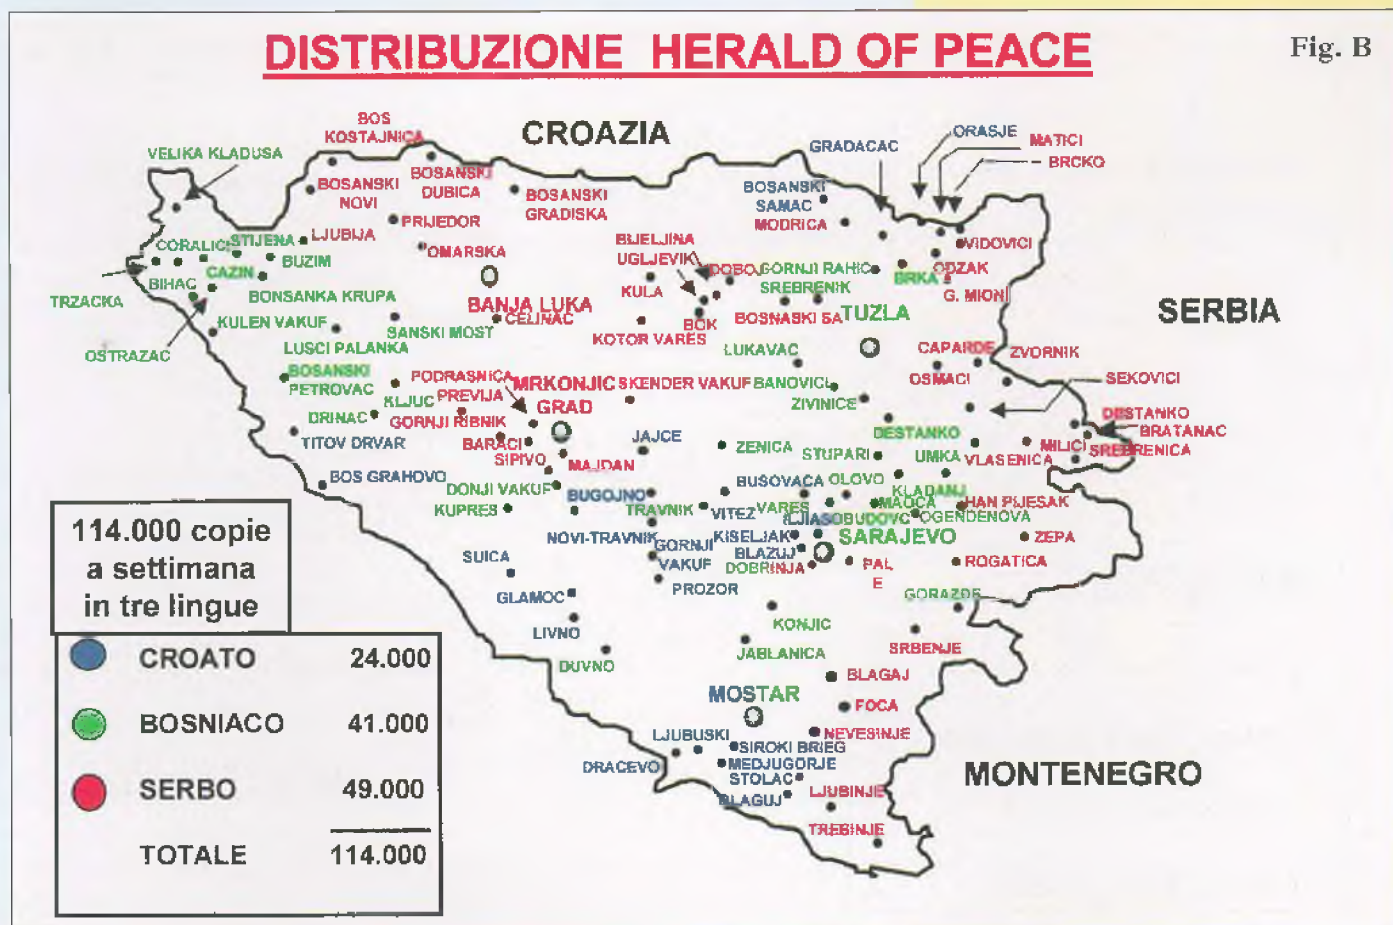 DISTRIBUZIONE HERALD OF PEACE
Fig. B
CROAZIA
BOS
KOSTAJNICA
VELIKA KLADUSA
GRADACAC
ORASJE
MATICI
BRCKO
BOSANSKI
NOVI
BOSANSKI
DUBICA
BOSANSKI
GRADISKA
BOSANSKI
SAMAC
MODRICA
PRIJEDOR
LJUBIJA
OMARSKA
CORALICI
STIJENA
BUZIM
CAZIN
BIHAC
TRZACKA
BONSANKA KRUPA
BIJELJINA
UGLJEVIK
DOBOJ
GORNJI RAHIC
SREBRENIK
VIDOVICI
ODZAK
BRKA
G. MIONI
SERBIA
KULA
BANJA LUKA
CELINAC
BOK
BOSNASKI SA
TUZLA
KOTOR VARES
KULEN VAKUF
SANSKI MOST
OSTRAZAC
LUSCI PALANKA
LUKAVAC
CAPARDE
ZVORNIK
OSMACI
SEKOVICI
BOSANSKI
PETROVAC
PODRASNICA
MRKONJIC
GRAD
SKENDER VAKUF
BANOVICI
ZIVINICE
KLJUC
PREVIJA
DRINAC
GORNJI RIBNIK
TITOV DRVAR
BARACI
SIPIVO
MAJDAN
JAJCE
ZENICA
STUPARI
DESTANKO
UMKA
VLASENICA
MILICI
DESTANKO
BRATANAC
SREBRENICA
BOS GRAHOVO
DONJI VAKUF
KUPRES
BUGOJNO
TRAVNIK
VITEZ
BUSOVACA
VARES
OLOVO
KLADANJ
MAOCA
HAN PIJESAK
OGENDENOVA
ILJIASOBUDOVC
SARAJEVO
KISELJAK
BLAZUJ
DOBRINJA
PAL
E
ZEPA
ROGATICA
NOVI-TRAVNIK
GORNJI
VAKUF
PROZOR
SUICA
GLAMOC
LIVNO
DUVNO
GORAZDE
KONJIC
JABLANICA
SRBENJE
BLAGAJ
FOCA
MOSTAR
NEVESINJE
LJUBUSKI
SIROKI BRIEG
DRACEVO
MEDJUGORJE
STOLAC
BLAGUJ
LJUBINJE
TREBINJE
MONTENEGRO
114.000 copie
a settimana
in tre lingue
CROATO 24.000
BOSNIACO 41.000
SERBO 49.000
TOTALE 114.000